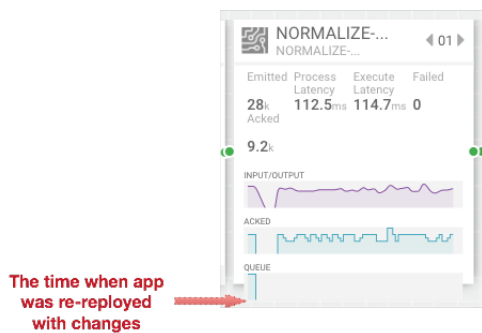 NORMALIZE-...
NORMALIZE-...
01
Emitted Process Latency Execute Latency Failed
28k 112.5ms 114.7ms 0
Acked
9.2k
INPUT/OUTPUT
ACKED
QUEUE
The time when app
was re-reployed
with changes